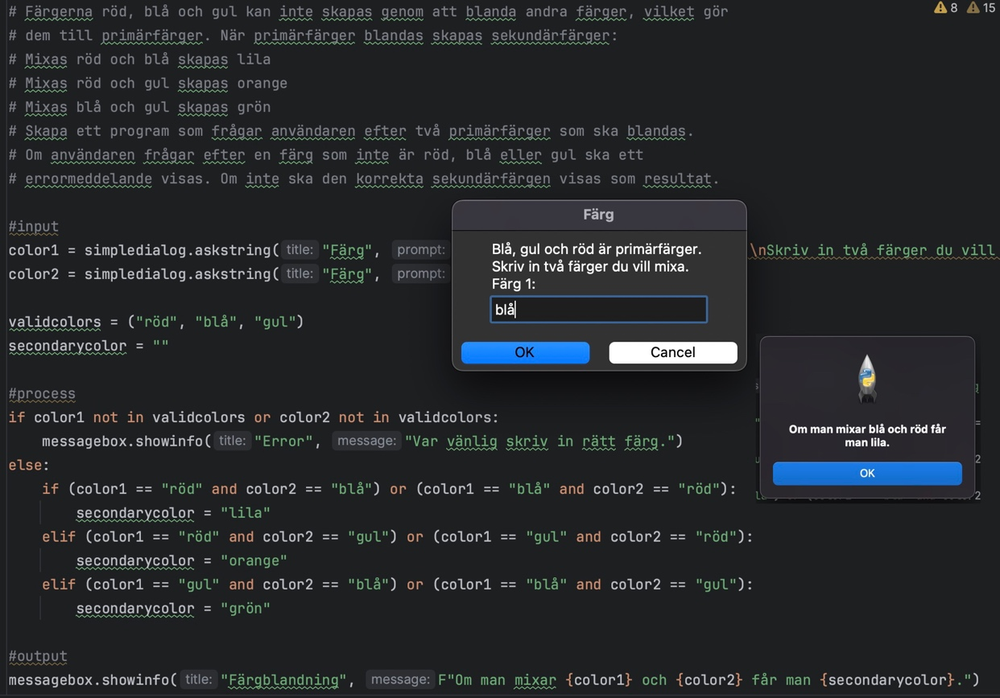 # Färgerna röd, blå och gul kan inte skapas genom att blanda andra färger, vilket gör
8 15
# dem till primärfärger. När primärfärger blandas skapas sekundärfärger:
# Mixas röd och blå skapas lila
# Mixas röd och gul skapas orange
# Mixas blå och gul skapas grön
# Skapa ett program som frågar användaren efter två primärfärger som ska blandas.
# Om användaren frågar efter en färg som inte är röd, blå eller gul ska ett
# errormeddelande visas. Om inte ska den korrekta sekundärfärgen visas som resultat.
#input
color1 = simpledialog.askstring( title: "Färg", prompt: \nSkriv in två färger du vill
color2 = simpledialog.askstring( title: "Färg", prompt:
validcolors = ("röd", "blå", "gul")
secondarycolor = ""
#process
if color1 not in validcolors or color2 not in validcolors:
messagebox.showinfo( title: "Error", message: "Var vänlig skriv in rätt färg.")
else:
if (color1 == "röd" and color2 == "blå") or (color1 == "blå" and color2 == "röd"):
secondarycolor = "lila"
elif (color1 == "röd" and color2 == "gul") or (color1 == "gul" and color2 == "röd"):
secondarycolor = "orange"
elif (color1 == "gul" and color2 == "blå") or (color1 == "blå" and color2 == "gul"):
secondarycolor = "grön"
#output
messagebox.showinfo( title: "Färgblandning", message: F"Om man mixar {color1} och {color2} får man {secondarycolor}.")
Färg
Blå, gul och röd är primärfärger.
Skriv in två färger du vill mixa.
Färg 1:
blå
OK Cancel
Om man mixar blå och röd får
man lila.
OK